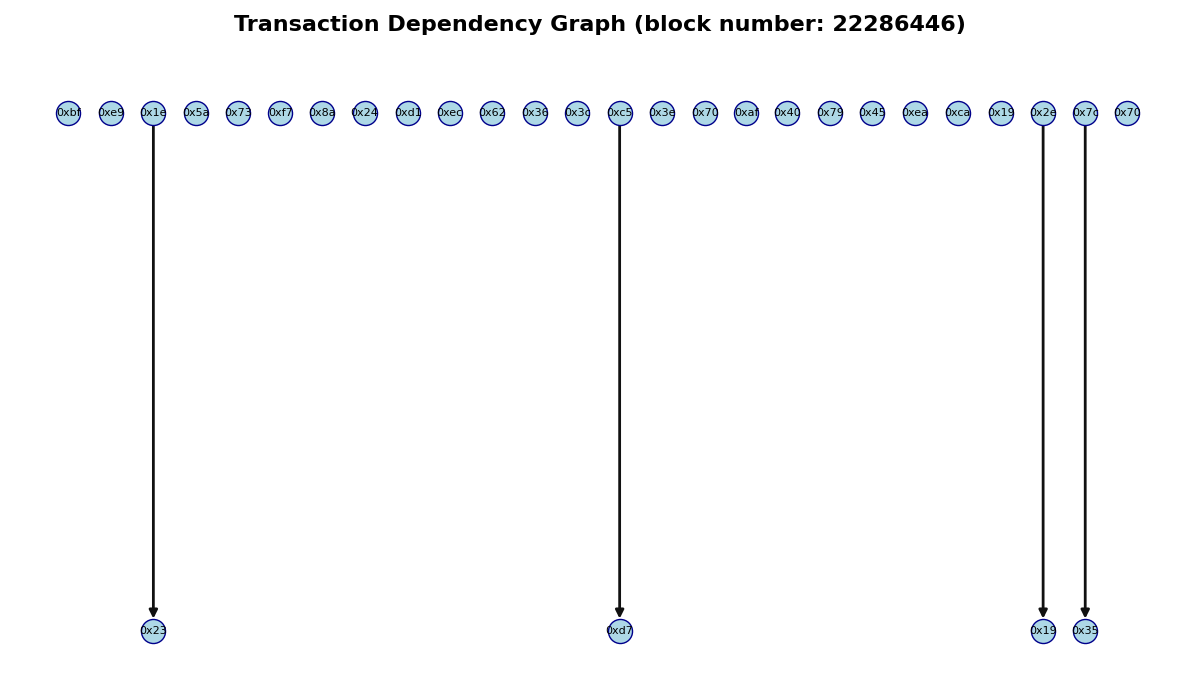 Transaction Dependency Graph (block number: 22286446)
0xbf 0xe9 0x1e 0x5a 0x73 0xf7 0x8a 0x24 0xd1 0xec 0x62 0x36 0x3c 0xc5 0x3e 0x70 0xaf 0x40 0x79 0x45 0xea 0xca 0x19 0x2e 0x7c 0x70
0x23 0xd7 0x19 0x35